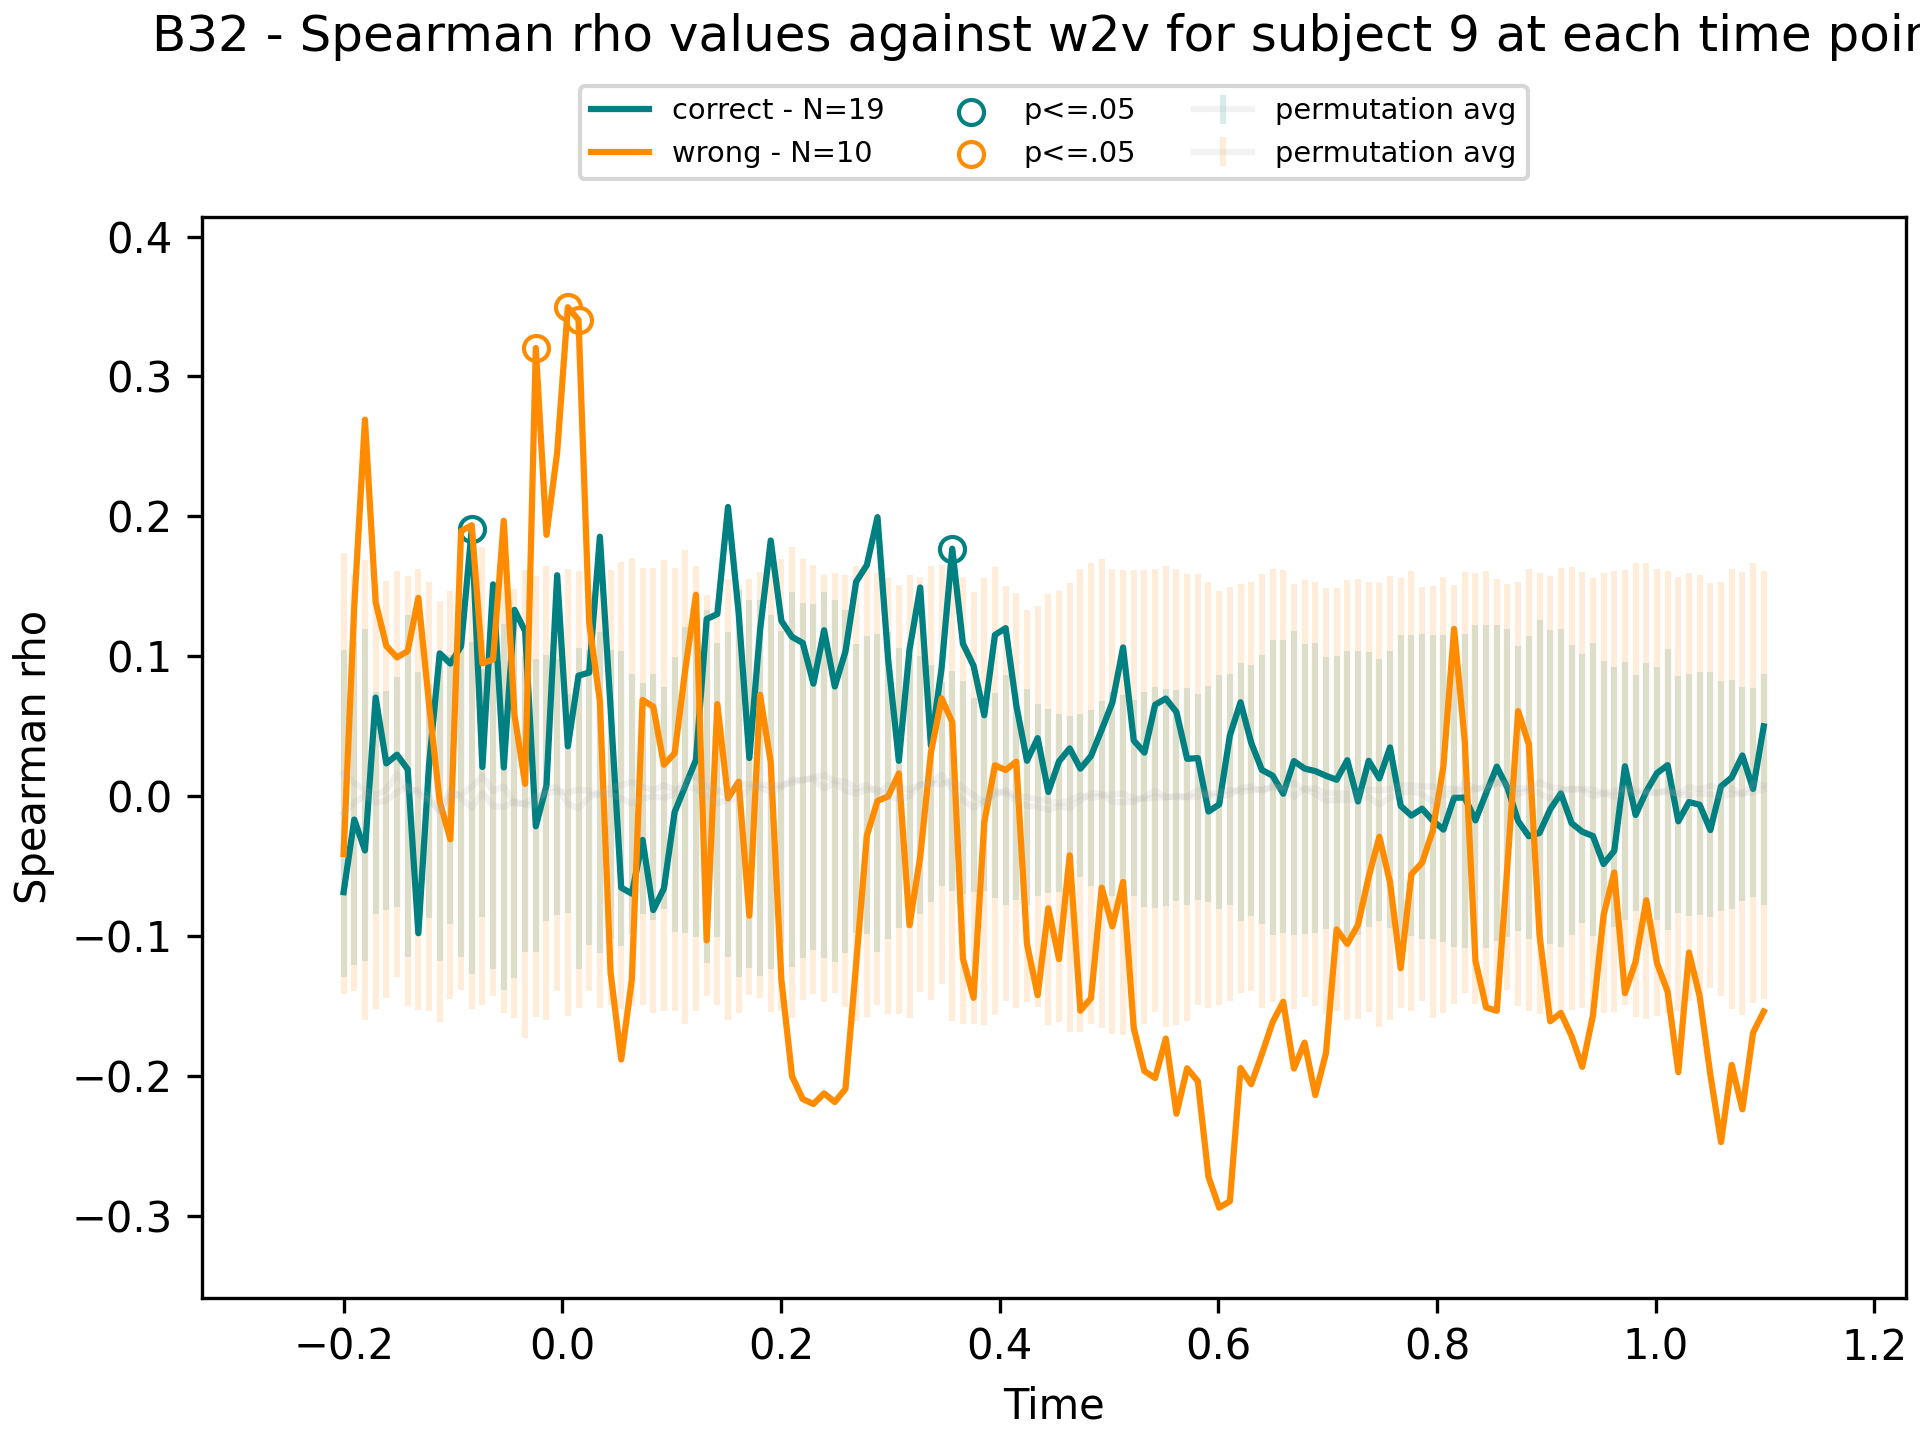 B32 - Spearman rho values against w2v for subject 9 at each time
correct - N=19 p<=.05 permutation avg
wrong - N=10 p<=.05 permutation avg
0.4
0.3
0.2
0.1
0.0
−0.1
−0.2
−0.3
Spearman rho
−0.2 0.0 0.2 0.4 0.6 0.8 1.0 1.2
Time